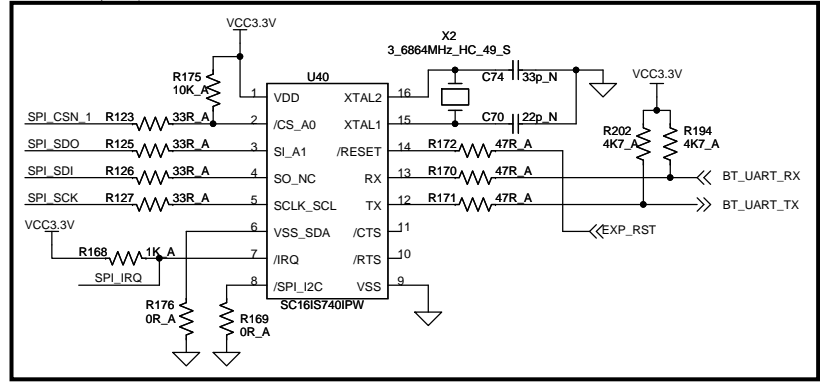 VCC3.3V
X2
3_6864MHz_HC_49_S
R175
10K_A
U40
C74 33p_N
VCC3.3V
1 VDD XTAL2 16
SPI_CSN_1 R123 33R_A 2 /CS_A0 XTAL1 15 C70 22p_N
R202
4K7_A
R194
4K7_A
SPI_SDO R125 33R_A 3 SI_A1 /RESET 14 R172 47R_A
SPI_SDI R126 33R_A 4 SO_NC RX 13 R170 47R_A BT_UART_RX
SPI_SCK R127 33R_A 5 SCLK_SCL TX 12 R171 47R_A BT_UART_TX
VCC3.3V
6 VSS_SDA /CTS 11
EXP_RST
R168 1K_A 7 /IRQ /RTS 10
SPI_IRQ
8 /SPI_I2C VSS 9
SC16IS740IPW
R176
0R_A
R169
0R_A